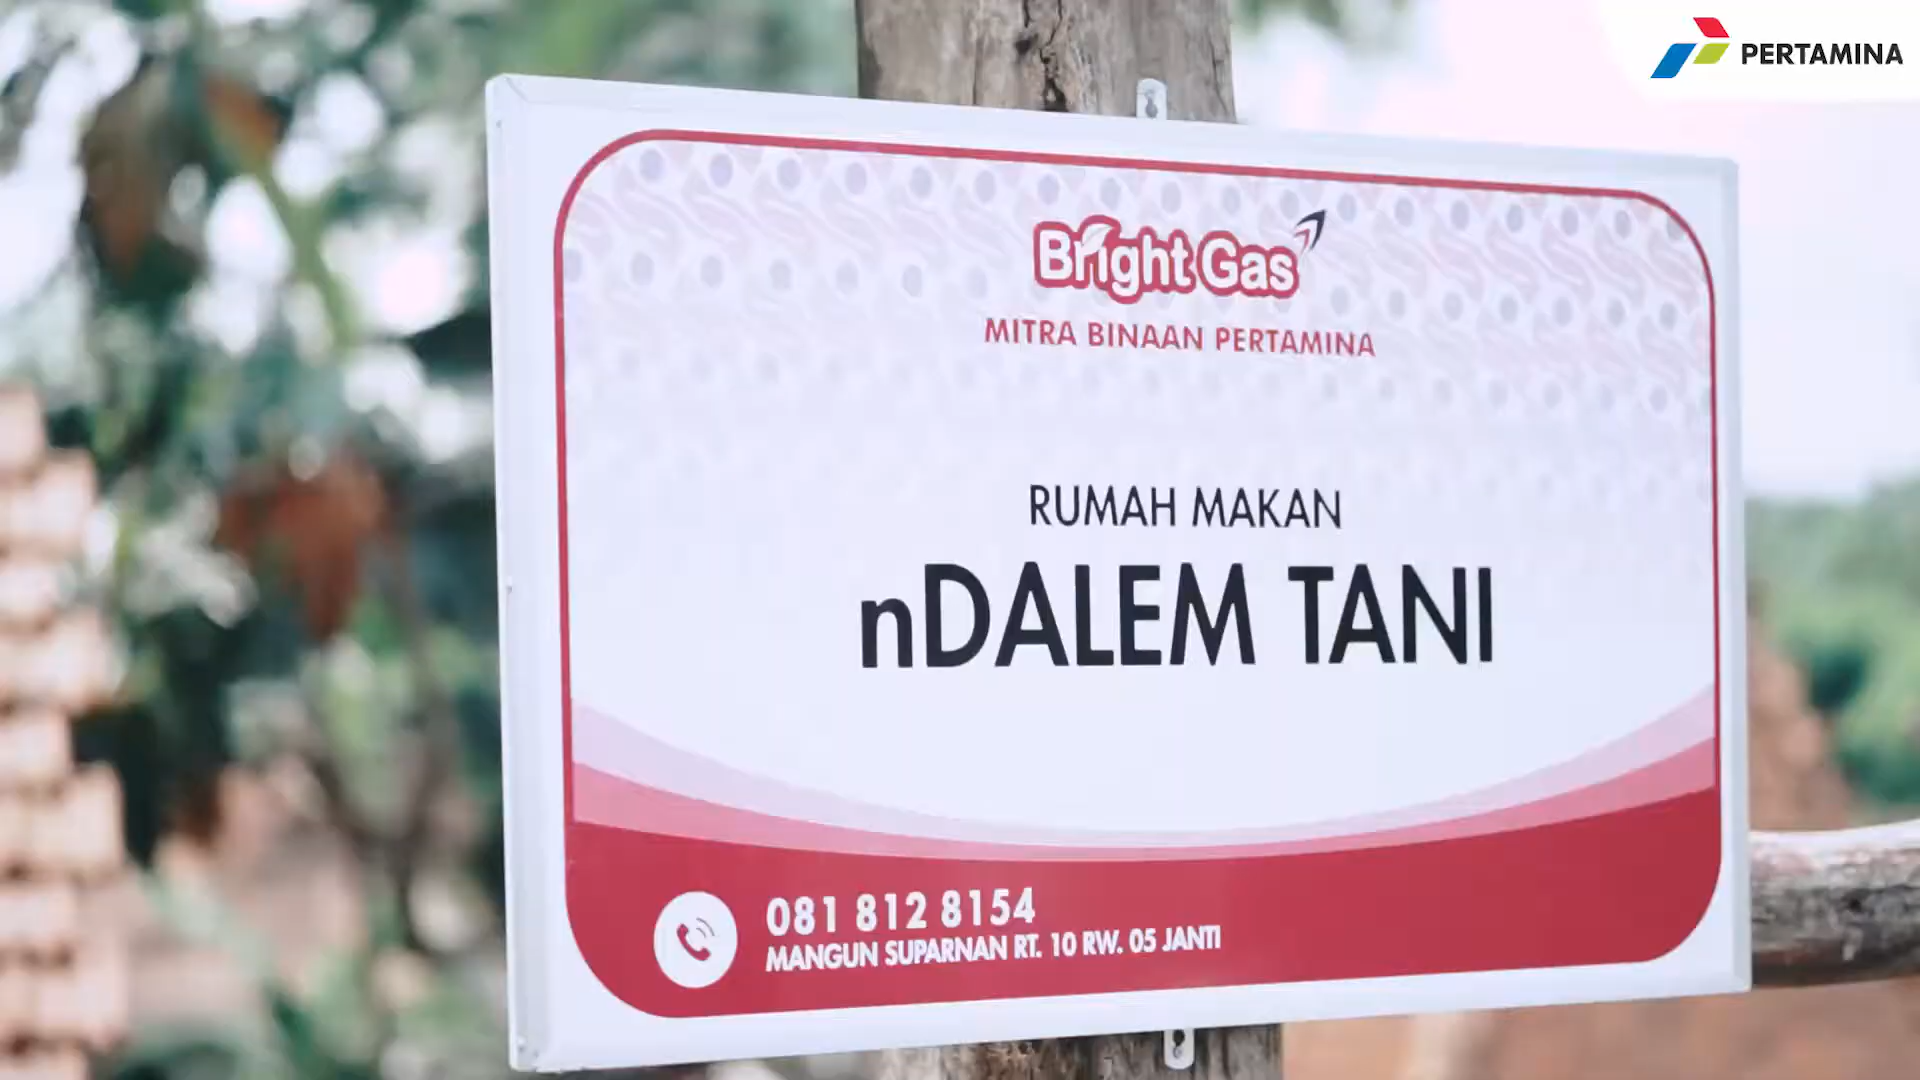 PERTAMINA
Bright Gas
MITRA BINAAN PERTAMINA
RUMAH MAKAN
nDALEM TANI
081 812 8154
MANGUN SUPARNAN RT. 10 RW. 05 JANTI